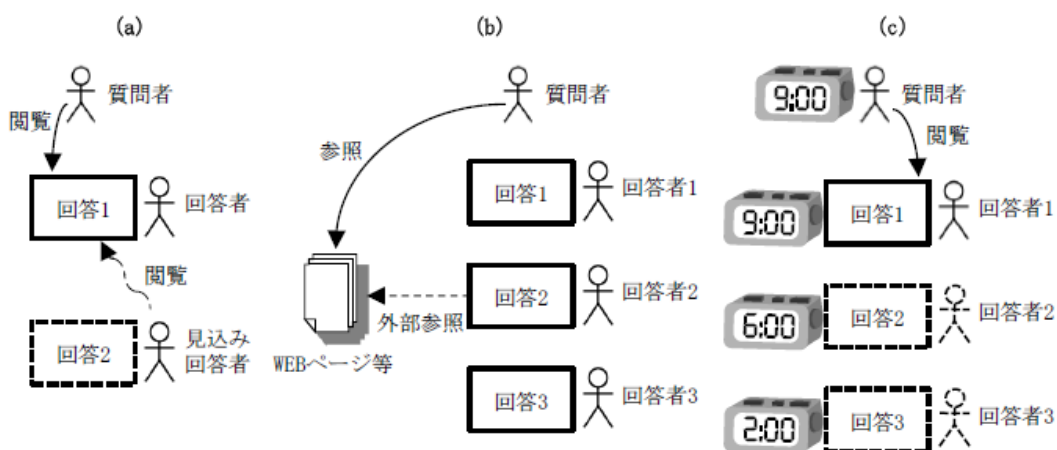 (a)
質問者
閲覧
回答1
回答者
閲覧
回答2
見込み
回答者
(b)
質問者
参照
回答1
回答者1
回答2
回答者2
外部参照
WEBページ等
回答3
回答者3
(c)
9:00
質問者
閲覧
9:00
回答1
回答者1
6:00
回答2
回答者2
2:00
回答3
回答者3